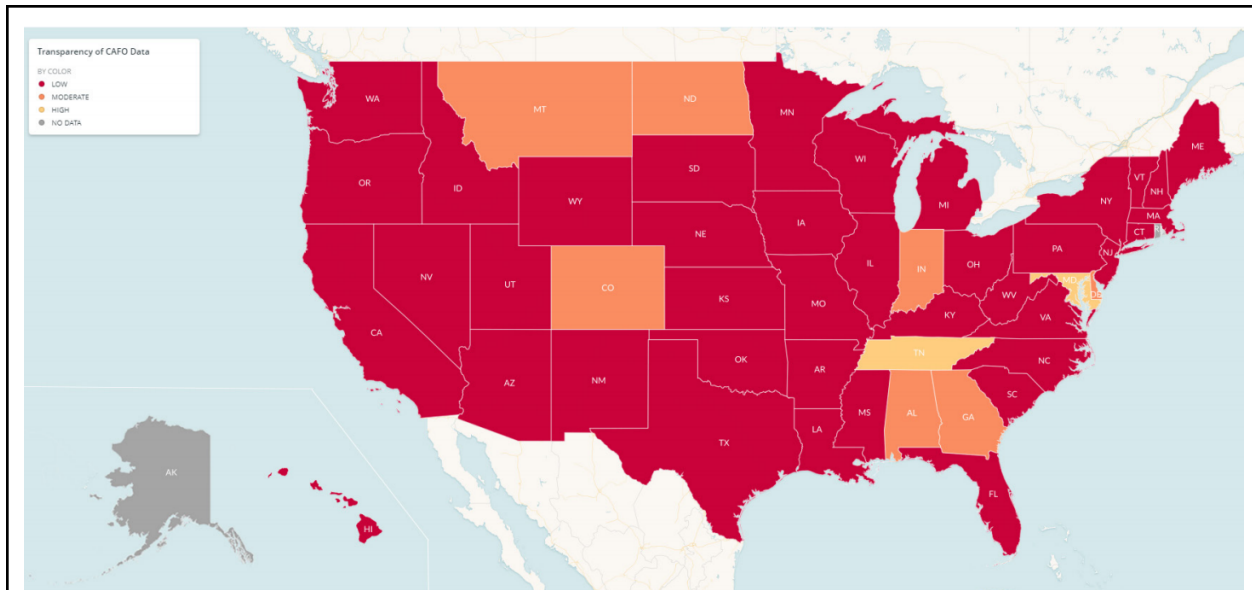 Transparency of CAFO Data
BY COLOR
LOW
MODERATE
HIGH
NO DATA
WA
MT
ND
MN
ME
OR
ID
WY
SD
WI
MI
VT
NH
NY
MA
CT
NV
UT
CO
NE
IA
IL
IN
OH
PA
NJ
MD
DE
CA
KS
MO
KY
WV
VA
AZ
NM
OK
AR
TN
NC
SC
TX
LA
MS
AL
GA
FL
AK
HI